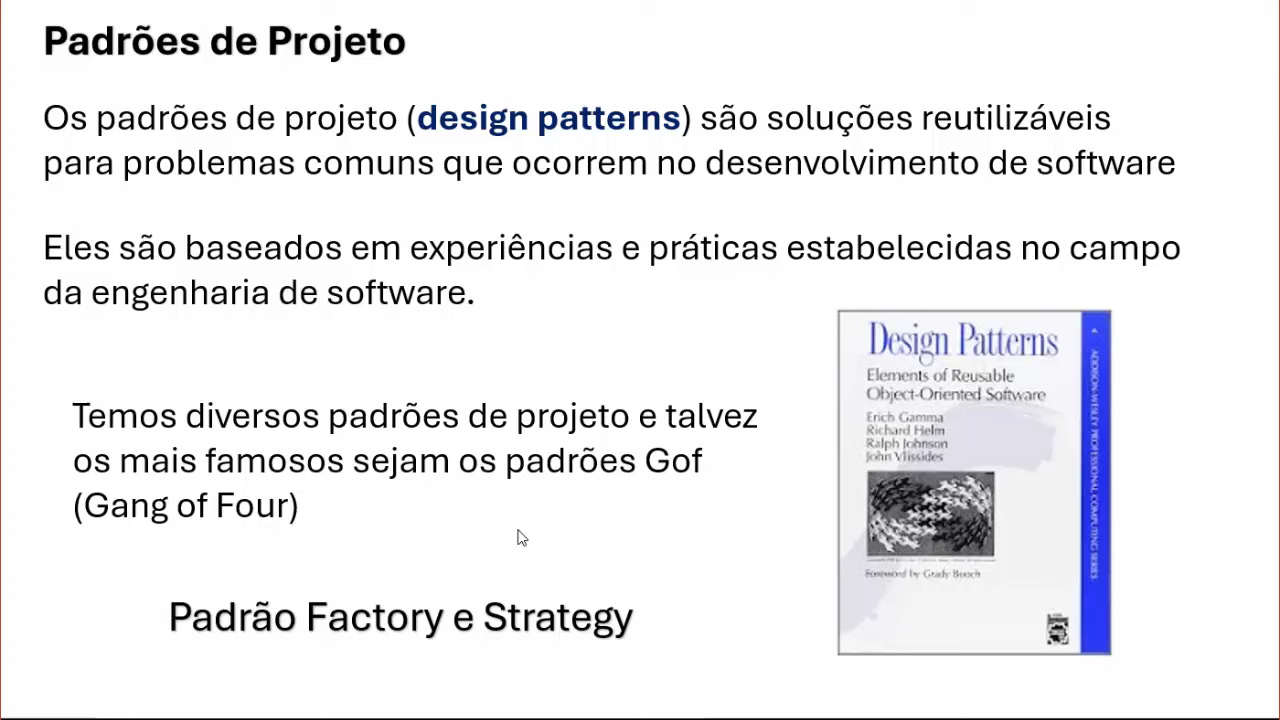 Padrões de Projeto
Os padrões de projeto (design patterns) são soluções reutilizáveis
para problemas comuns que ocorrem no desenvolvimento de software
Eles são baseados em experiências e práticas estabelecidas no campo
da engenharia de software.
Temos diversos padrões de projeto e talvez
os mais famosos sejam os padrões Gof
(Gang of Four)
Padrão Factory e Strategy
Design Patterns
Elements of Reusable
Object-Oriented Software
Erich Gamma
Richard Helm
Ralph Johnson
John Vlissides
Foreword by Grady Booch
ADDISON-WESLEY PROFESSIONAL COMPUTING SERIES